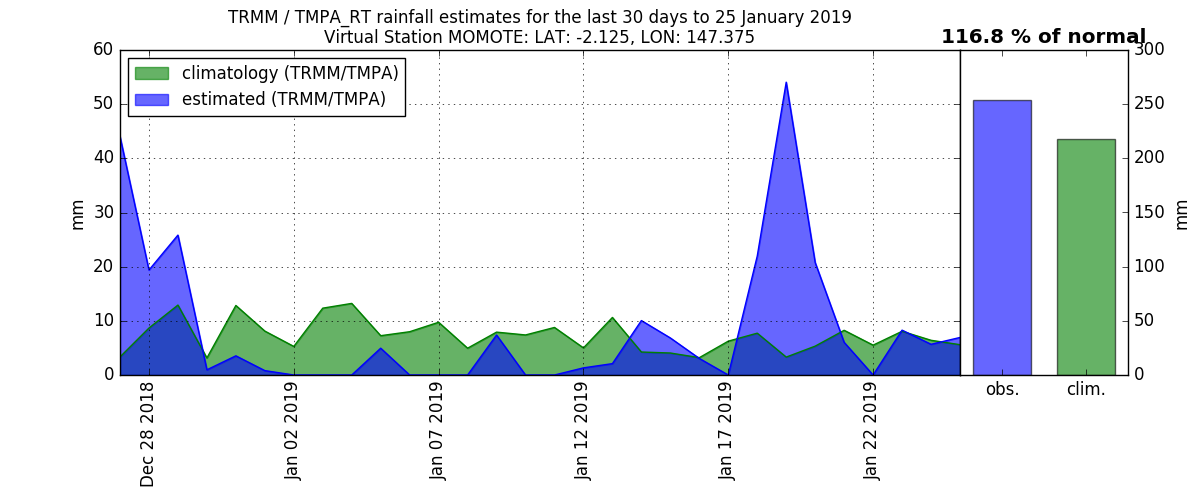 TRMM / TMPA_RT rainfall estimates for the last 30 days to 25 January 2019
Virtual Station MOMOTE: LAT: -2.125, LON: 147.375
116.8 % of normal
climatology (TRMM/TMPA)
estimated (TRMM/TMPA)
60
50
40
30
20
10
0
mm
Dec 28 2018
Jan 02 2019
Jan 07 2019
Jan 12 2019
Jan 17 2019
Jan 22 2019
300
250
200
150
100
50
0
mm
obs.
clim.